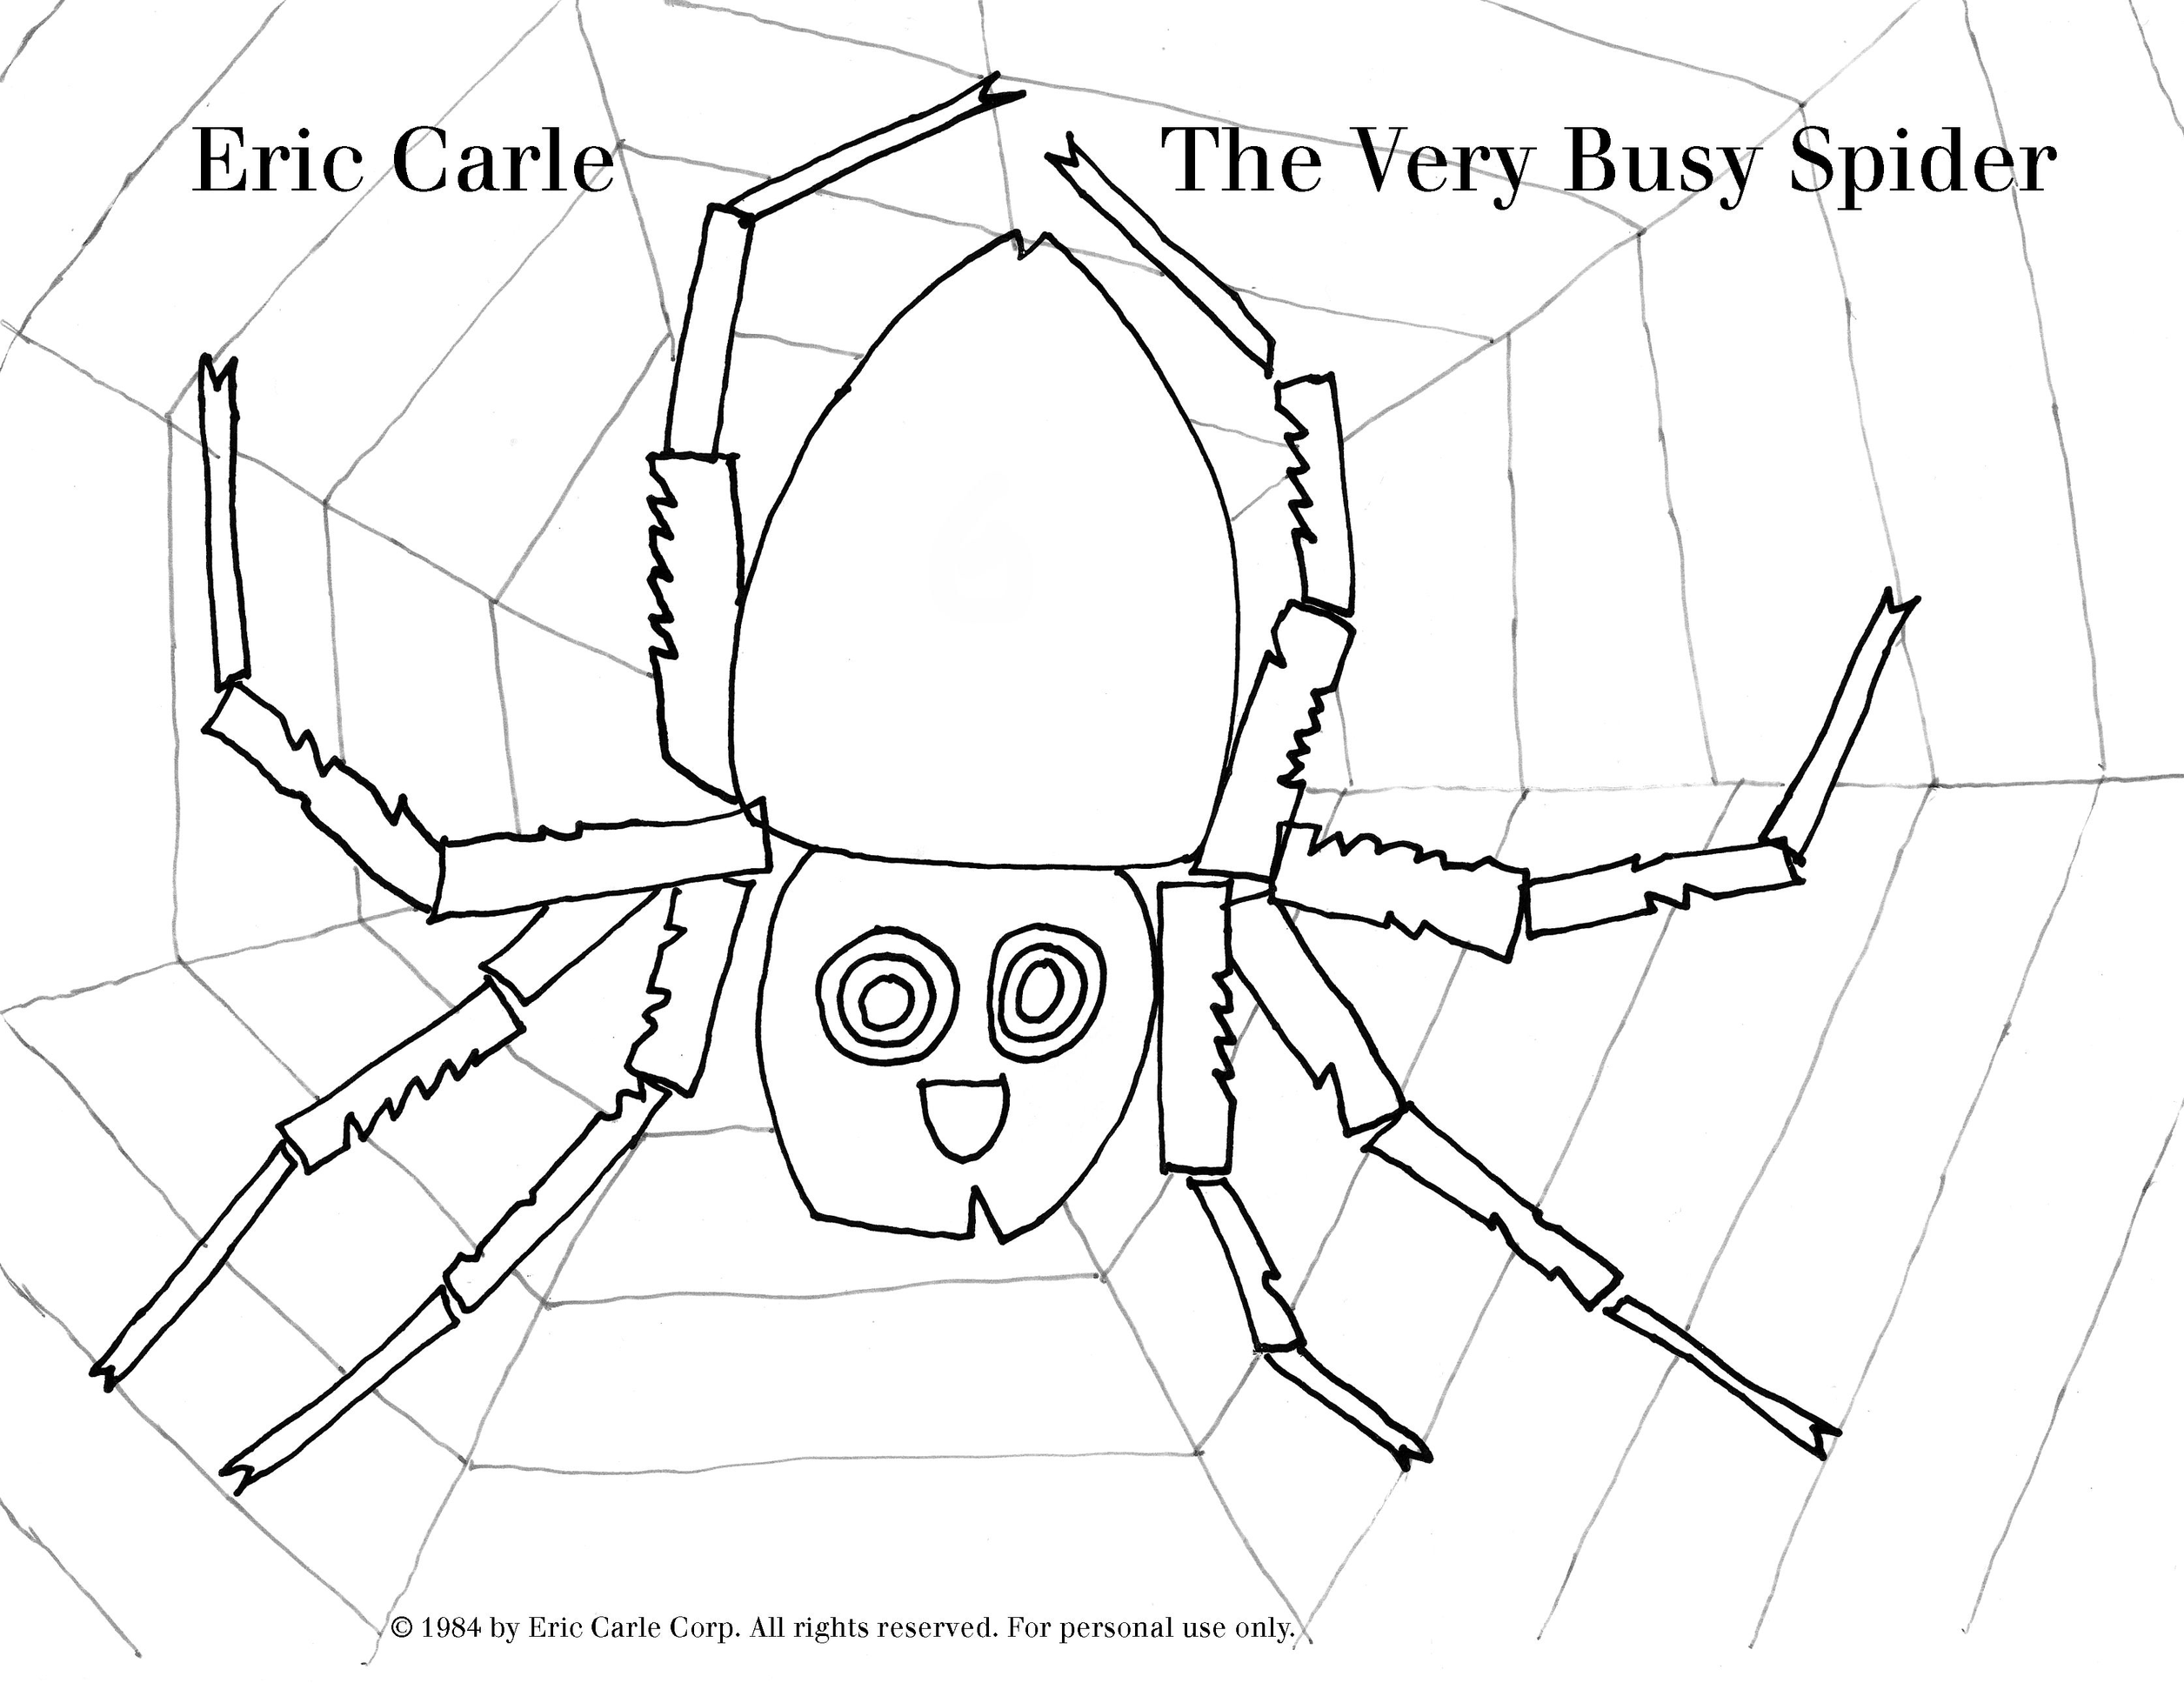 Eric Carle
The Very Busy Spider
© 1984 by Eric Carle Corp. All rights reserved. For personal use only.